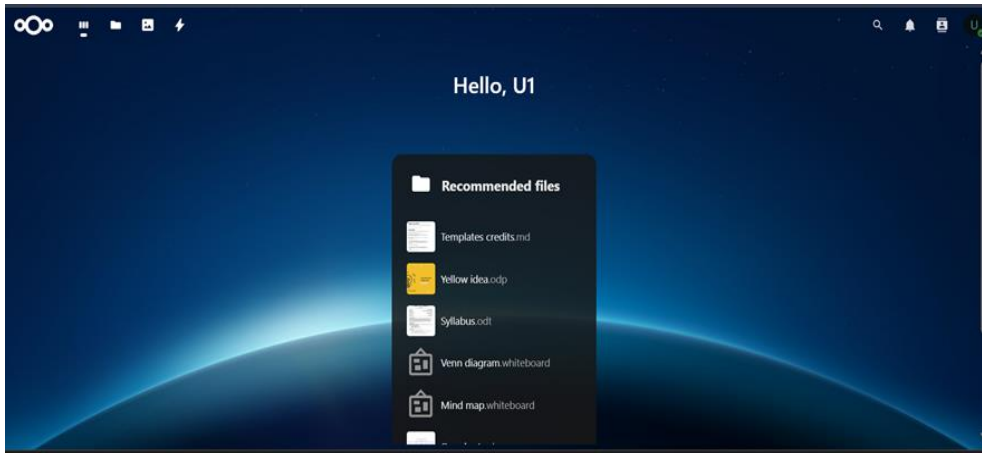 U
Hello, U1
Recommended files
Templates credits.md
Yellow idea.odp
Syllabus.odt
Venn diagram.whiteboard
Mind map.whiteboard